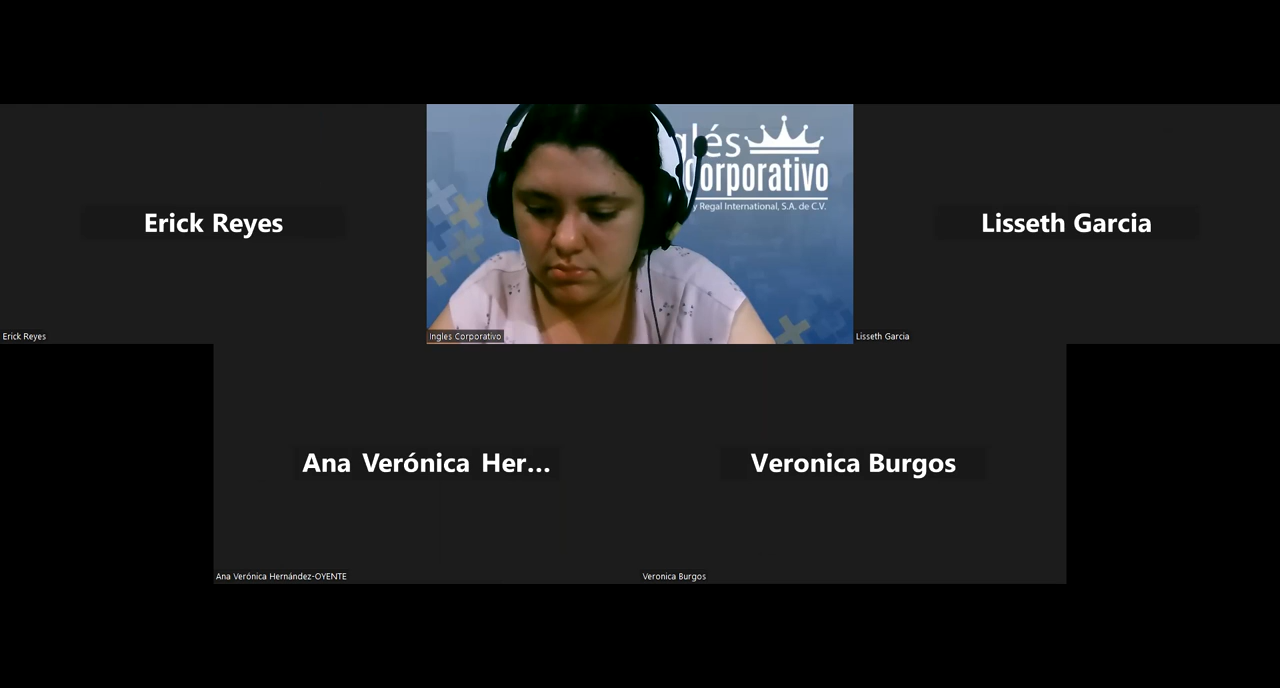 Erick Reyes
Erick Reyes
glés
Corporativo
y Regal International, S.A. de C.V.
Ingles Corporativo
Lisseth Garcia
Lisseth Garcia
Ana Verónica Her...
Ana Verónica Hernández-OYENTE
Veronica Burgos
Veronica Burgos